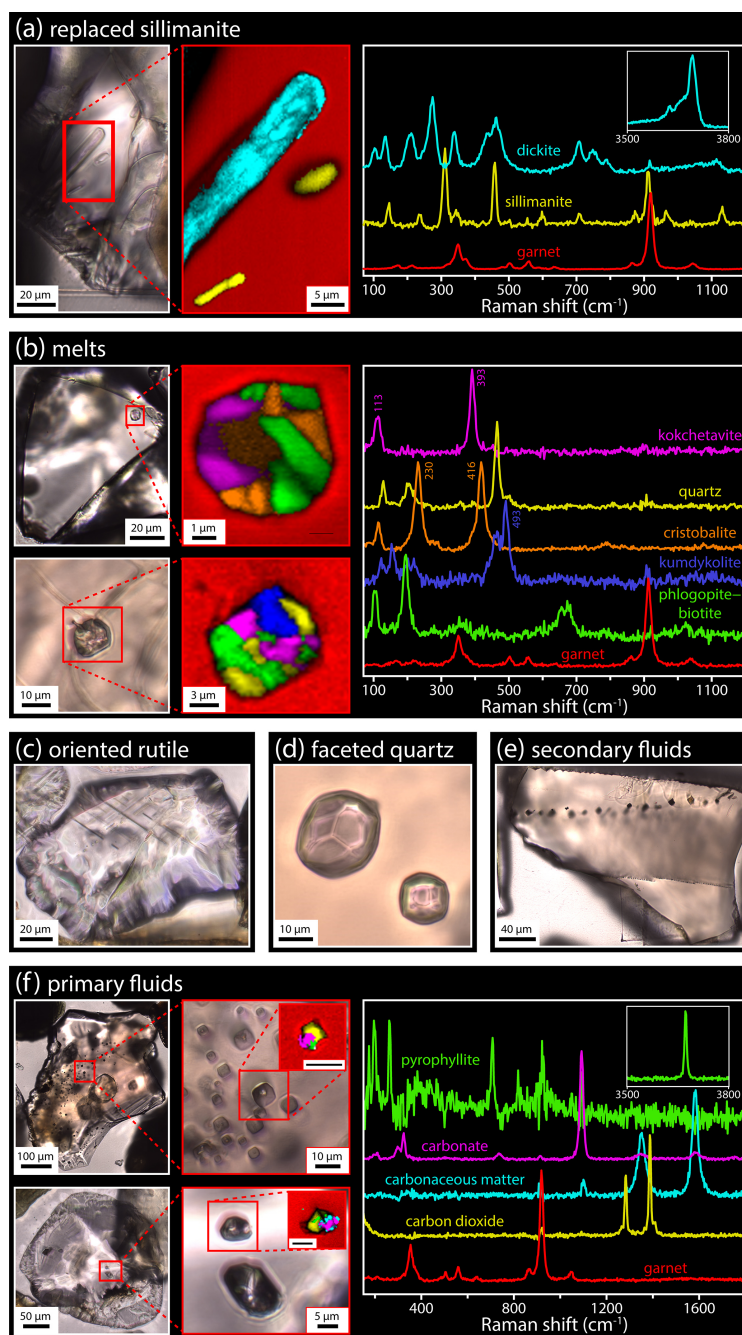 (a) replaced sillimanite
20 µm
5 µm
dickite
sillimanite
garnet
3500
3800
100
300
500
700
900
1100
Raman shift (cm⁻¹)
(b) melts
20 µm
1 µm
10 µm
3 µm
113
393
kokchetavite
quartz
230
416
cristobalite
493
kumdykolite
phlogopite–
biotite
garnet
100
300
500
700
900
1100
Raman shift (cm⁻¹)
(c) oriented rutile
20 µm
(d) faceted quartz
10 µm
(e) secondary fluids
40 µm
(f) primary fluids
100 µm
10 µm
50 µm
5 µm
pyrophyllite
3500
3800
carbonate
carbonaceous matter
carbon dioxide
garnet
400
800
1200
1600
Raman shift (cm⁻¹)